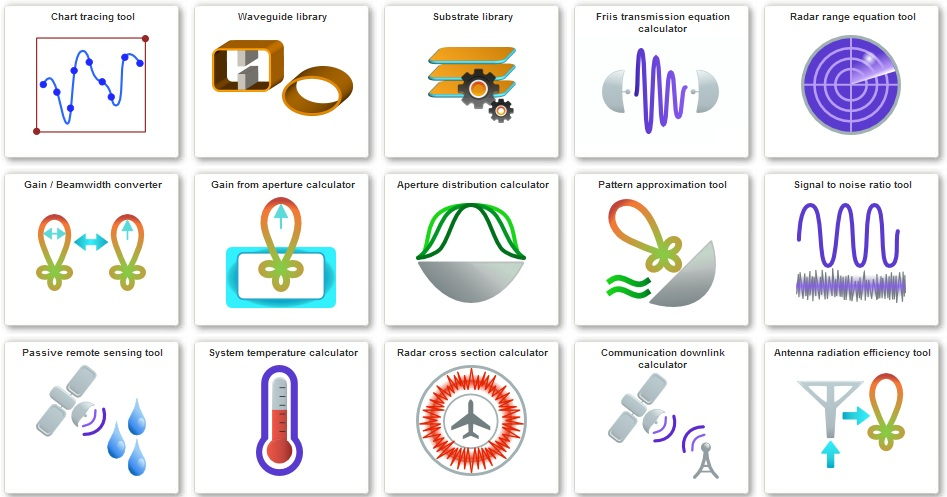 Chart tracing tool
Waveguide library
Substrate library
Friis transmission equation
calculator
Radar range equation tool
Gain / Beamwidth converter
Gain from aperture calculator
Aperture distribution calculator
Pattern approximation tool
Signal to noise ratio tool
Passive remote sensing tool
System temperature calculator
Radar cross section calculator
Communication downlink
calculator
Antenna radiation efficiency tool